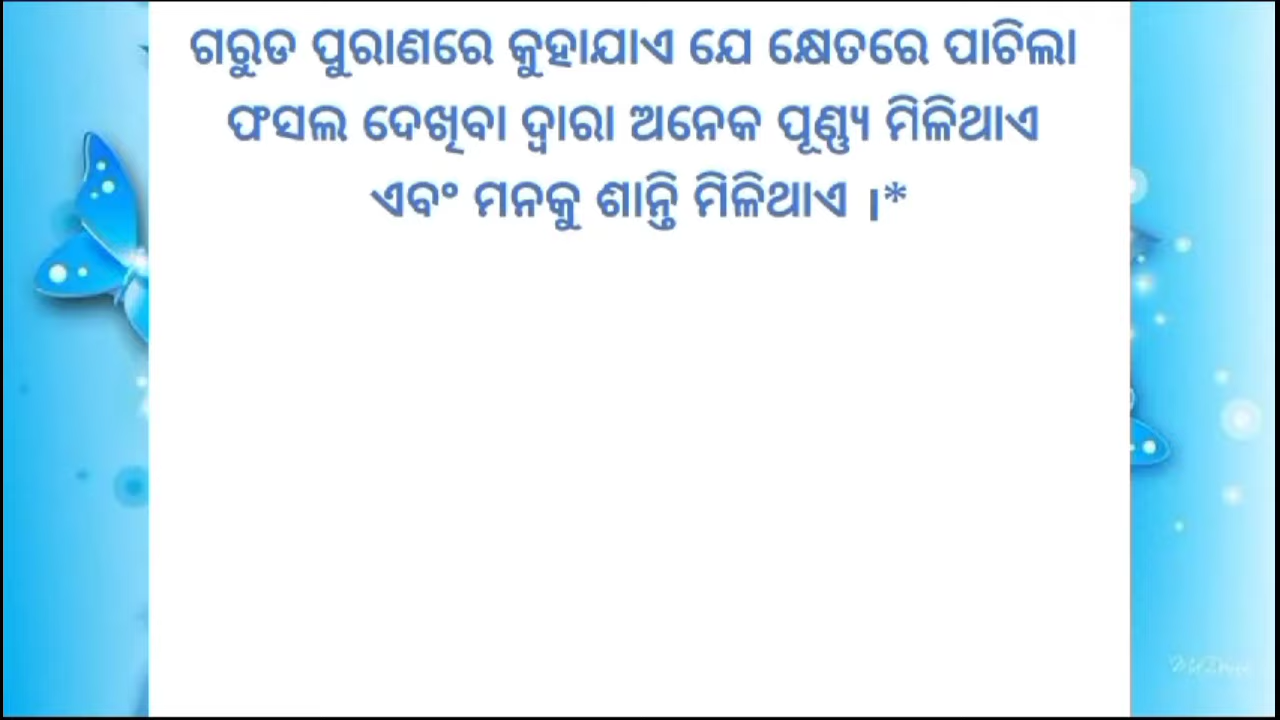 ଗରୁଡ ପୁରାଣରେ କୁହାଯାଏ ଯେ କ୍ଷେତରେ ପାଚିଲା
ଫସଲ ଦେଖିବା ଦ୍ୱାରା ଅନେକ ପୂଣ୍ଣ୍ୟ ମିଳିଥାଏ
ଏବଂ ମନକୁ ଶାନ୍ତି ମିଳିଥାଏ ।*